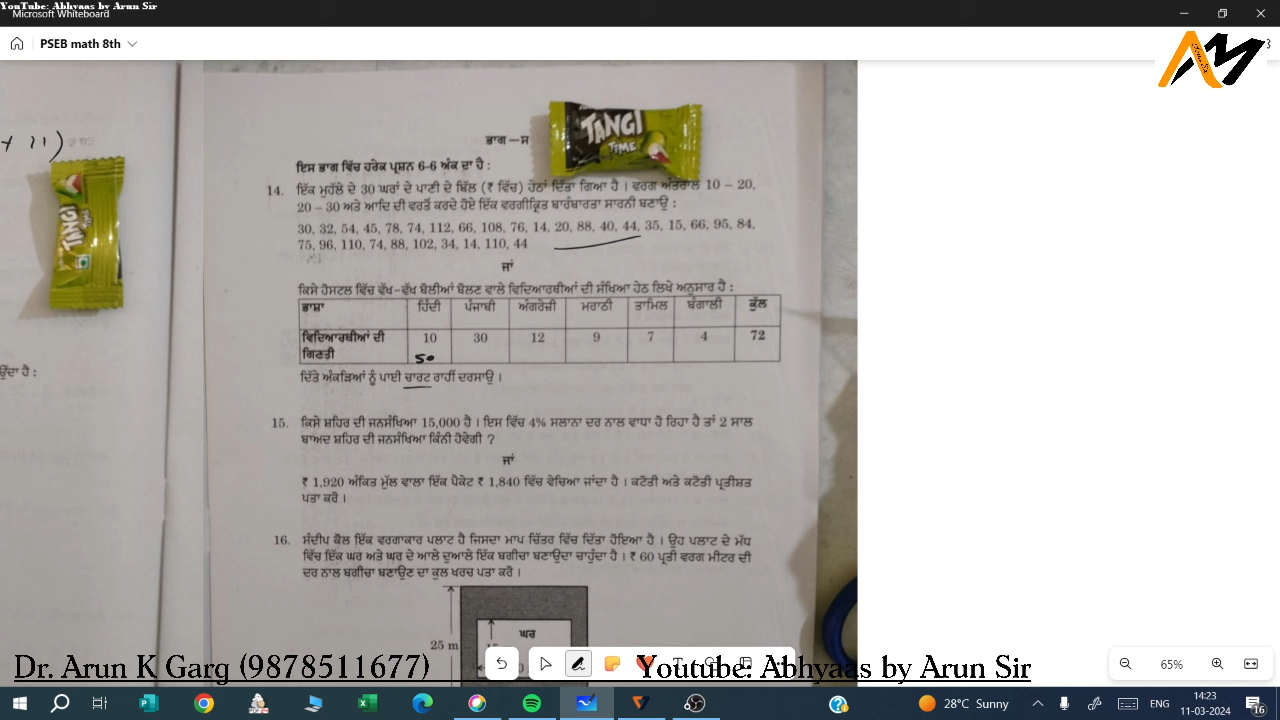 YouTube: Abhyaas by Arun Sir
Microsoft Whiteboard
PSEB math 8th
ਭਾਗ – ਸ
TANGI TIME
ਇਸ ਭਾਗ ਵਿੱਚ ਹਰੇਕ ਪ੍ਰਸ਼ਨ 6-6 ਅੰਕ ਦਾ ਹੈ :
14. ਇੱਕ ਮੁਹੱਲੇ ਦੇ 30 ਘਰਾਂ ਦੇ ਪਾਣੀ ਦੇ ਬਿੱਲ (₹ ਵਿੱਚ) ਹੇਠਾਂ ਦਿੱਤਾ ਗਿਆ ਹੈ । ਵਰਗ ਅੰਤਰਾਲ 10 – 20,
20 – 30 ਅਤੇ ਆਦਿ ਦੀ ਵਰਤੋਂ ਕਰਦੇ ਹੋਏ ਇੱਕ ਵਰਗੀਕ੍ਰਿਤ ਬਾਰੰਬਾਰਤਾ ਸਾਰਨੀ ਬਣਾਉ :
30, 32, 54, 45, 78, 74, 112, 66, 108, 76, 14, 20, 88, 40, 44, 35, 15, 66, 95, 84,
75, 96, 110, 74, 88, 102, 34, 14, 110, 44
ਜਾਂ
ਕਿਸੇ ਹੋਸਟਲ ਵਿੱਚ ਵੱਖ-ਵੱਖ ਬੋਲੀਆਂ ਬੋਲਣ ਵਾਲੇ ਵਿਦਿਆਰਥੀਆਂ ਦੀ ਸੰਖਿਆ ਹੇਠ ਲਿਖੇ ਅਨੁਸਾਰ ਹੈ :
ਭਾਸ਼ਾ ਹਿੰਦੀ ਪੰਜਾਬੀ ਅੰਗਰੇਜ਼ੀ ਮਰਾਠੀ ਤਾਮਿਲ ਬੰਗਾਲੀ ਕੁੱਲ
ਵਿਦਿਆਰਥੀਆਂ ਦੀ 10 30 12 9 7 4 72
ਗਿਣਤੀ 50
ਦਿੱਤੇ ਅੰਕੜਿਆਂ ਨੂੰ ਪਾਈ ਚਾਰਟ ਰਾਹੀਂ ਦਰਸਾਉ ।
15. ਕਿਸੇ ਸ਼ਹਿਰ ਦੀ ਜਨਸੰਖਿਆ 15,000 ਹੈ । ਇਸ ਵਿੱਚ 4% ਸਲਾਨਾ ਦਰ ਨਾਲ ਵਾਧਾ ਹੋ ਰਿਹਾ ਹੈ ਤਾਂ 2 ਸਾਲ
ਬਾਅਦ ਸ਼ਹਿਰ ਦੀ ਜਨਸੰਖਿਆ ਕਿੰਨੀ ਹੋਵੇਗੀ ?
ਜਾਂ
₹ 1,920 ਅੰਕਿਤ ਮੁੱਲ ਵਾਲਾ ਇੱਕ ਪੈਕੇਟ ₹ 1,840 ਵਿੱਚ ਵੇਚਿਆ ਜਾਂਦਾ ਹੈ । ਕਟੌਤੀ ਅਤੇ ਕਟੌਤੀ ਪ੍ਰਤੀਸ਼ਤ
ਪਤਾ ਕਰੋ ।
16. ਸੰਦੀਪ ਕੋਲ ਇੱਕ ਵਰਗਾਕਾਰ ਪਲਾਟ ਹੈ ਜਿਸਦਾ ਮਾਪ ਚਿੱਤਰ ਵਿੱਚ ਦਿੱਤਾ ਹੋਇਆ ਹੈ । ਉਹ ਪਲਾਟ ਦੇ ਮੱਧ
ਵਿੱਚ ਇੱਕ ਘਰ ਅਤੇ ਘਰ ਦੇ ਆਲੇ ਦੁਆਲੇ ਇੱਕ ਬਗੀਚਾ ਬਣਾਉਂਦਾ ਚਾਹੁੰਦਾ ਹੈ । ₹ 60 ਪ੍ਰਤੀ ਵਰਗ ਮੀਟਰ ਦੀ
ਦਰ ਨਾਲ ਬਗੀਚਾ ਬਣਾਉਣ ਦਾ ਕੁਲ ਖਰਚ ਪਤਾ ਕਰੋ ।
ਘਰ
25 m
TANGI TIME
65%
Dr. Arun K Garg (9878511677) Youtube: Abhyaas by Arun Sir
28°C Sunny
14:23
11-03-2024
16